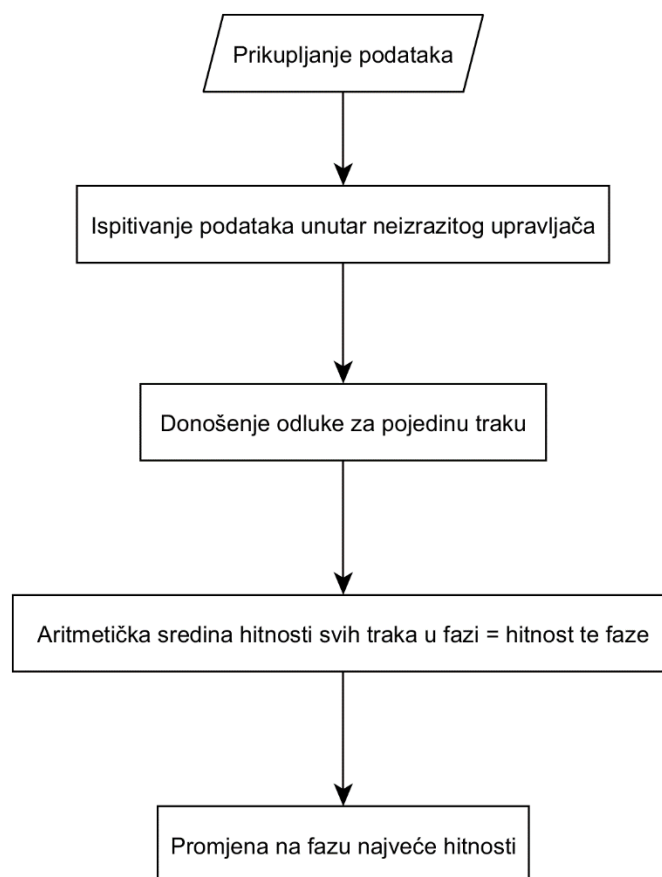 Prikupljanje podataka
Ispitivanje podataka unutar neizrazitog upravljača
Donošenje odluke za pojedinu traku
Aritmetička sredina hitnosti svih traka u fazi = hitnost te faze
Promjena na fazu najveće hitnosti